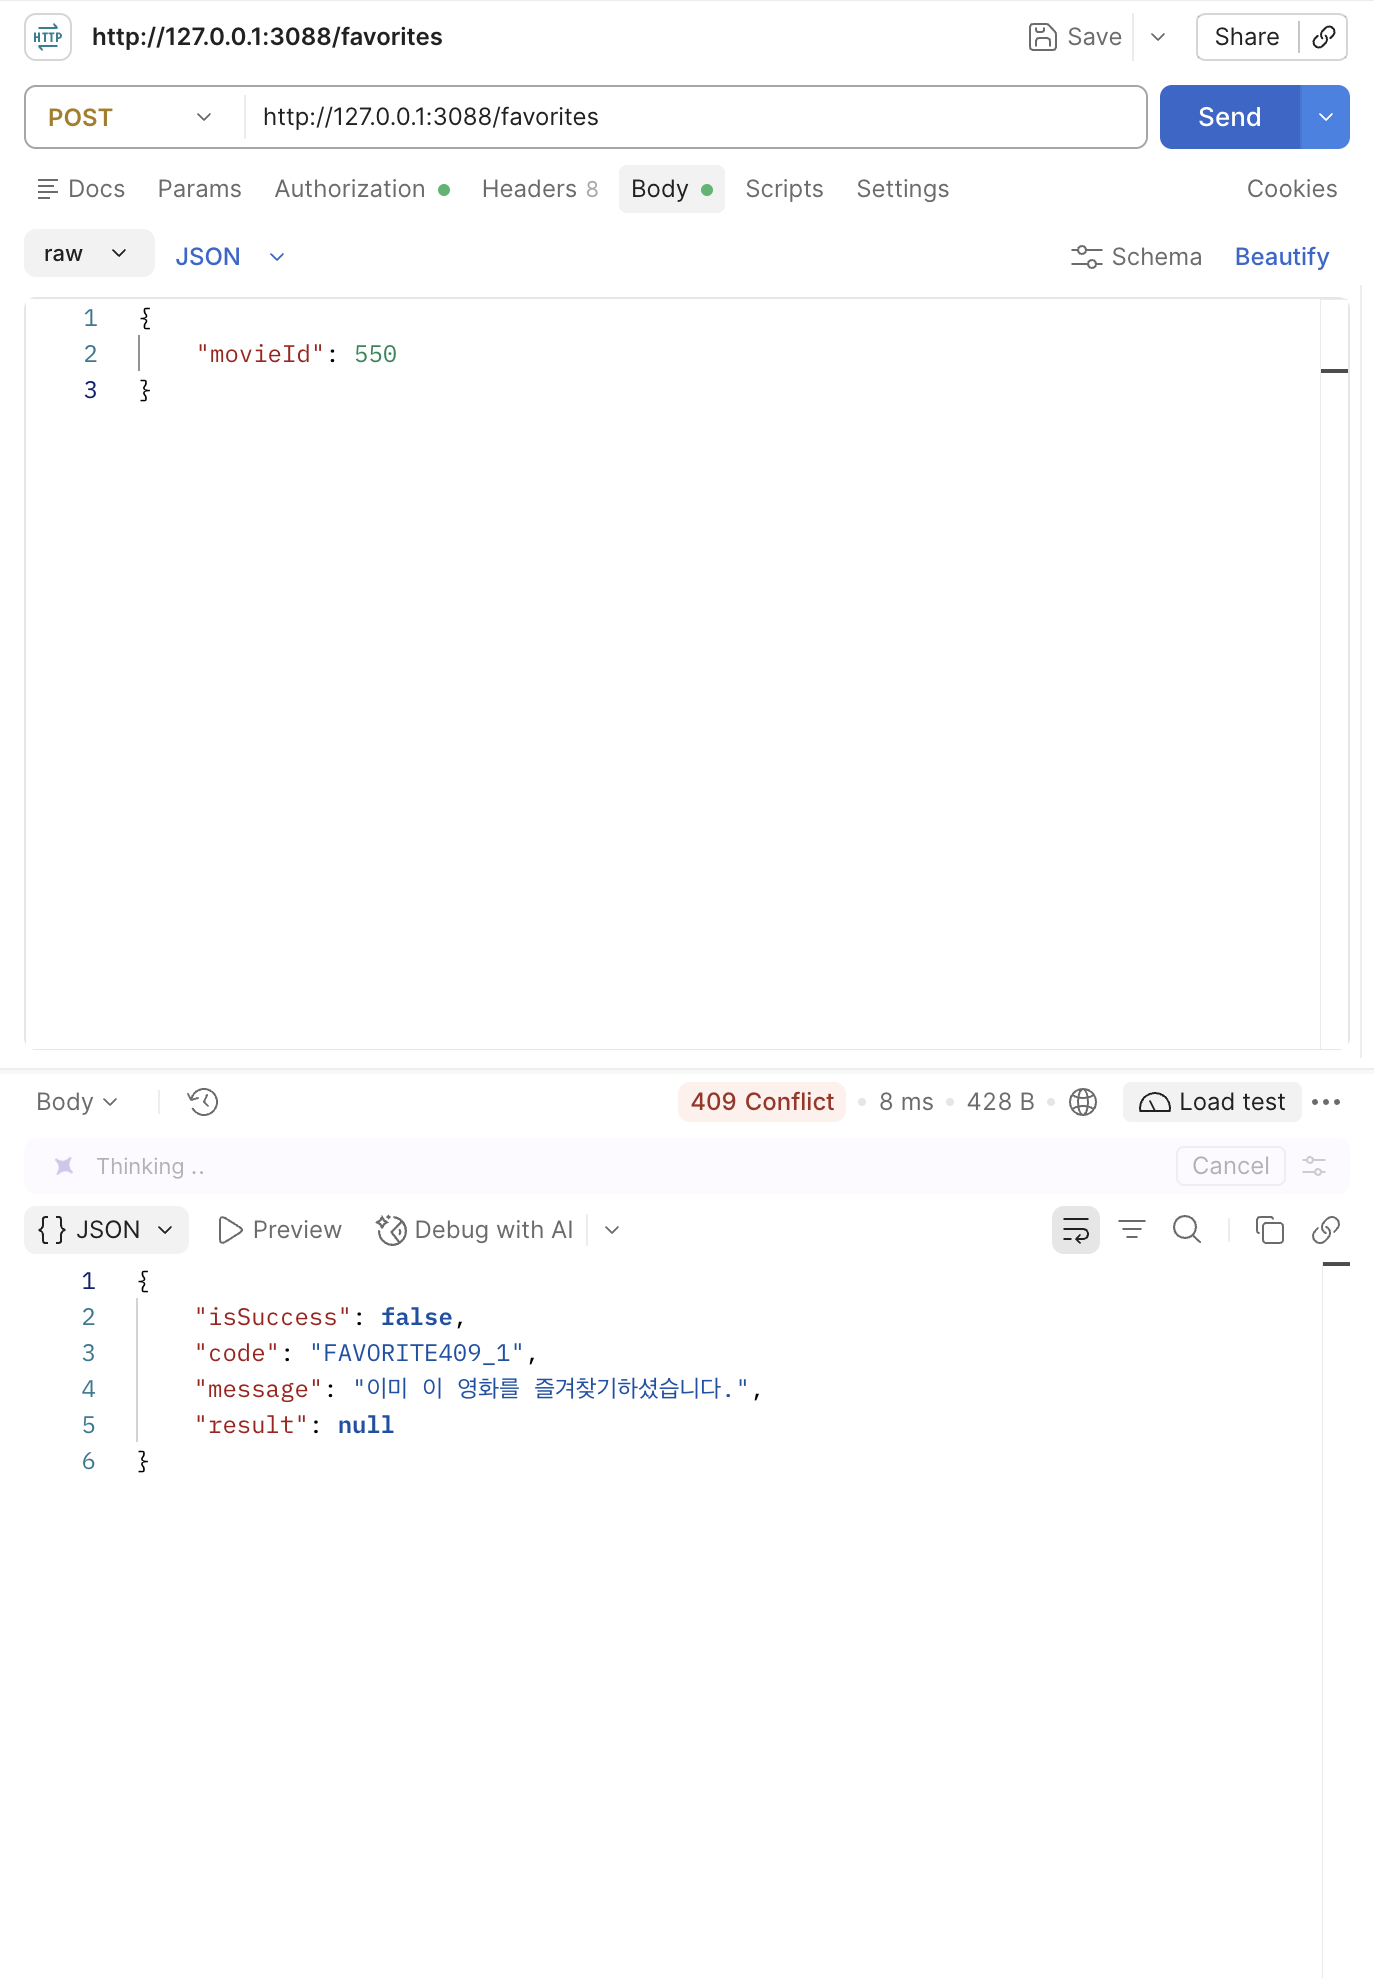 HTTP http://127.0.0.1:3088/favorites Save Share
POST http://127.0.0.1:3088/favorites Send
Docs Params Authorization Headers 8 Body Scripts Settings Cookies
raw JSON Schema Beautify
1 {
2 "movieId": 550
3 }
Body 409 Conflict • 8 ms • 428 B • Load test
Thinking .. Cancel
{} JSON Preview Debug with AI
1 {
2 "isSuccess": false,
3 "code": "FAVORITE409_1",
4 "message": "이미 이 영화를 즐겨찾기하셨습니다.",
5 "result": null
6 }